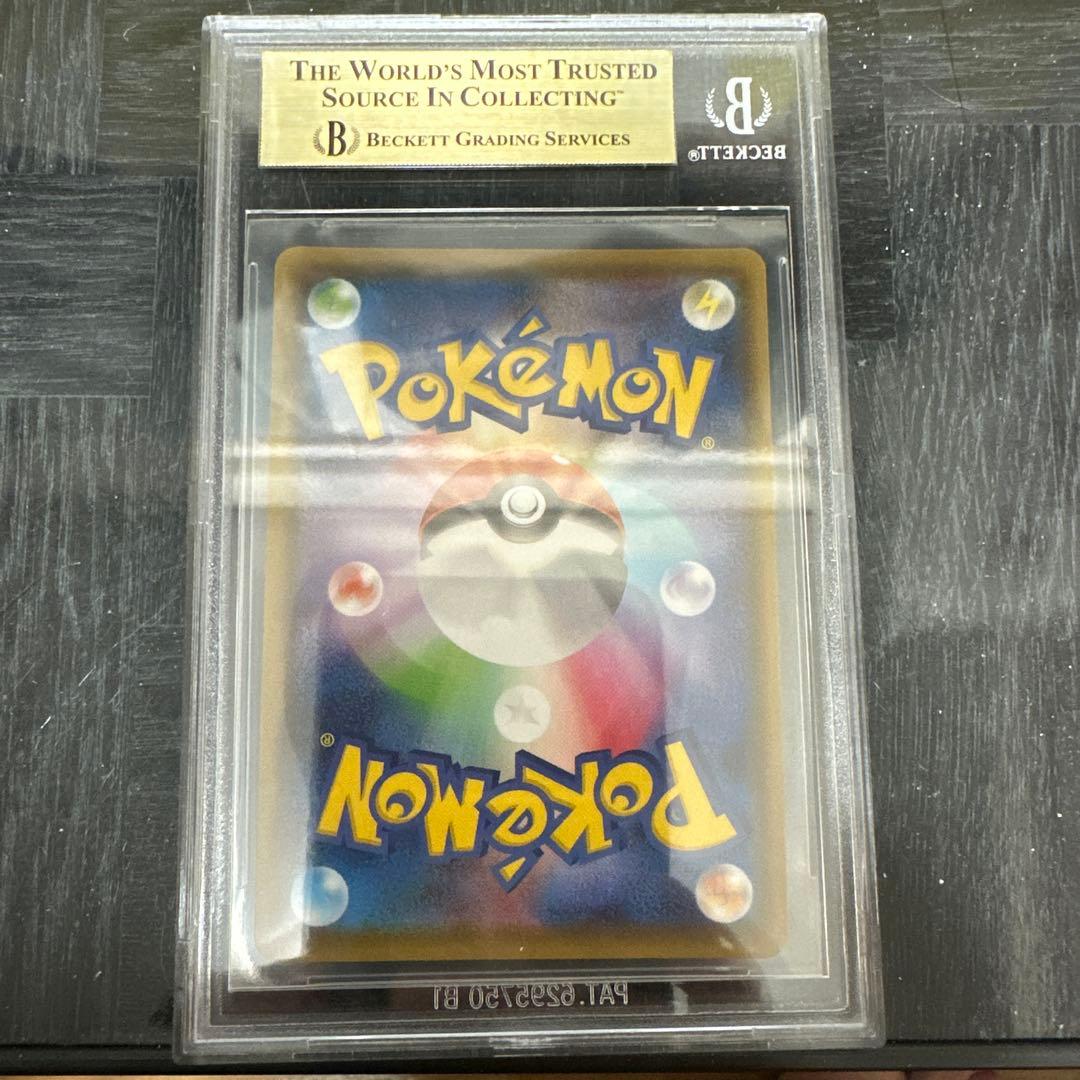 THE WORLD'S MOST TRUSTED
SOURCE IN COLLECTING™
B BECKETT GRADING SERVICES
B
BECKETT®
POKéMON
®
®
POKéMON
PAT.6295750 B1